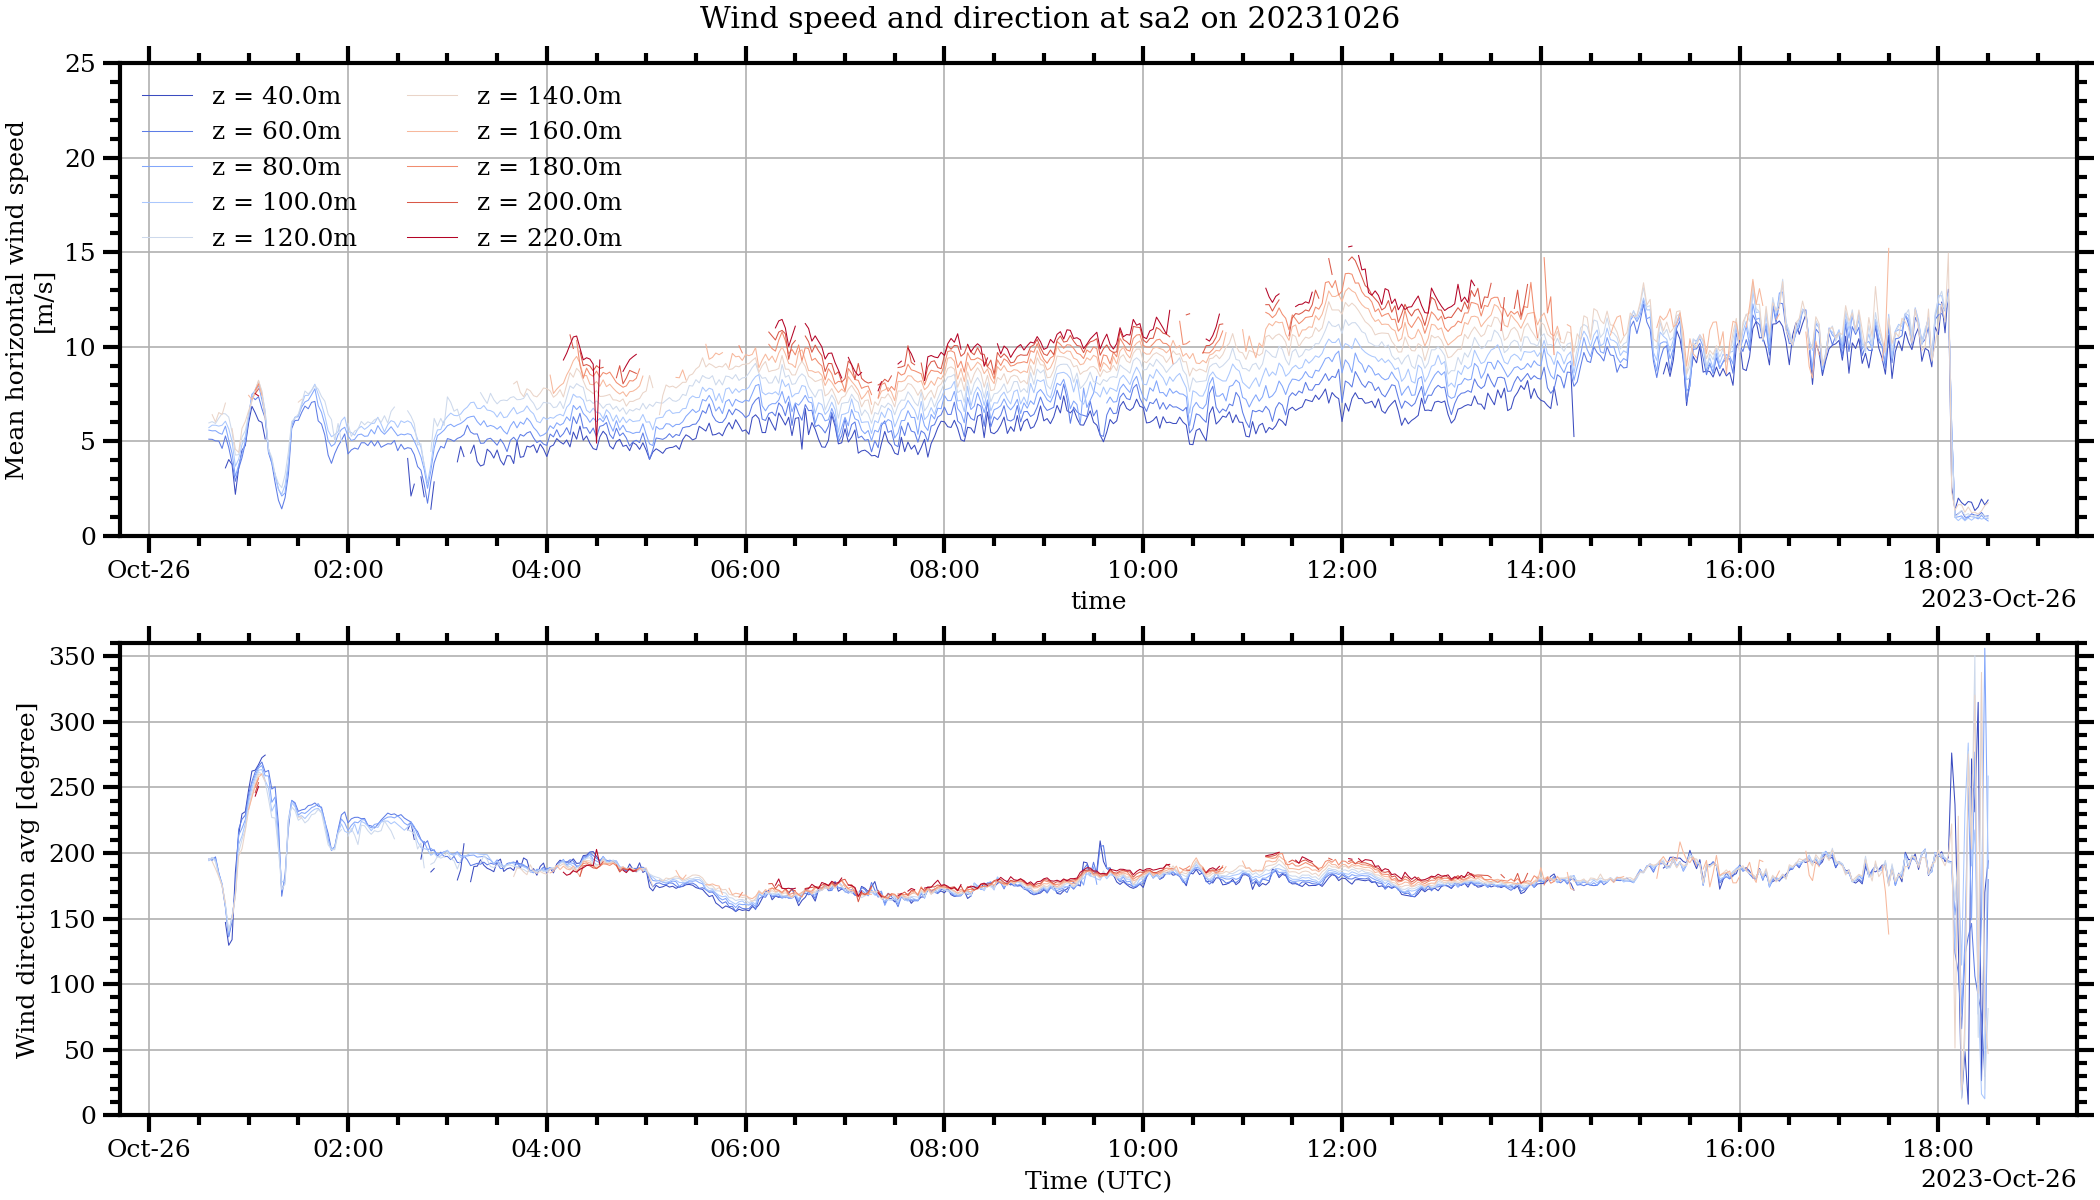 Wind speed and direction at sa2 on 20231026
Mean horizontal wind speed
[m/s]
25
20
15
10
5
0
z = 40.0m
z = 60.0m
z = 80.0m
z = 100.0m
z = 120.0m
z = 140.0m
z = 160.0m
z = 180.0m
z = 200.0m
z = 220.0m
Oct-26 02:00 04:00 06:00 08:00 10:00 12:00 14:00 16:00 18:00
time
2023-Oct-26
Wind direction avg [degree]
350
300
250
200
150
100
50
0
Oct-26 02:00 04:00 06:00 08:00 10:00 12:00 14:00 16:00 18:00
Time (UTC)
2023-Oct-26